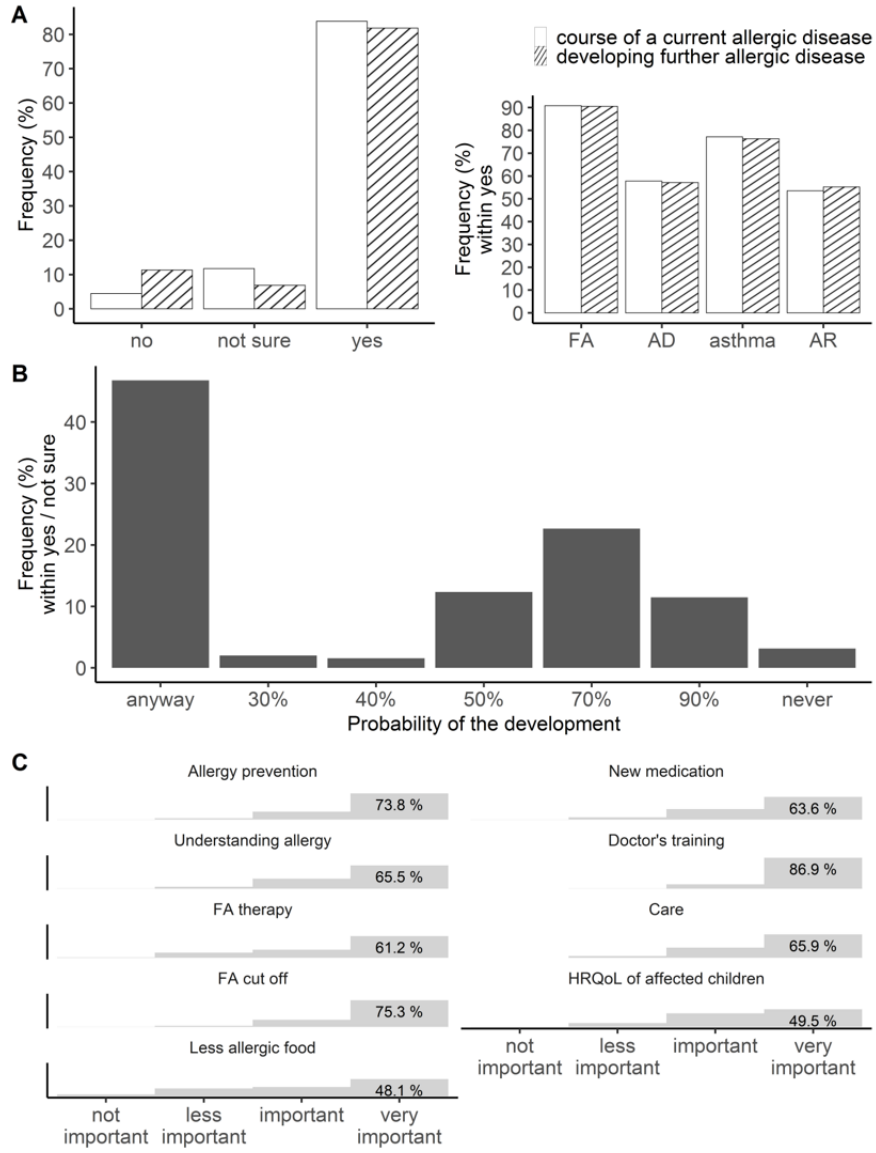 A
Frequency (%)
80
70
60
50
40
30
20
10
0
no not sure yes
course of a current allergic disease
developing further allergic disease
Frequency (%)
within yes
90
80
70
60
50
40
30
20
10
0
FA AD asthma AR
B
Frequency (%)
within yes / not sure
40
30
20
10
0
anyway 30% 40% 50% 70% 90% never
Probability of the development
C
Allergy prevention
73.8 %
Understanding allergy
65.5 %
FA therapy
61.2 %
FA cut off
75.3 %
Less allergic food
48.1 %
not important less important important very important
New medication
63.6 %
Doctor's training
86.9 %
Care
65.9 %
HRQoL of affected children
49.5 %
not important less important important very important